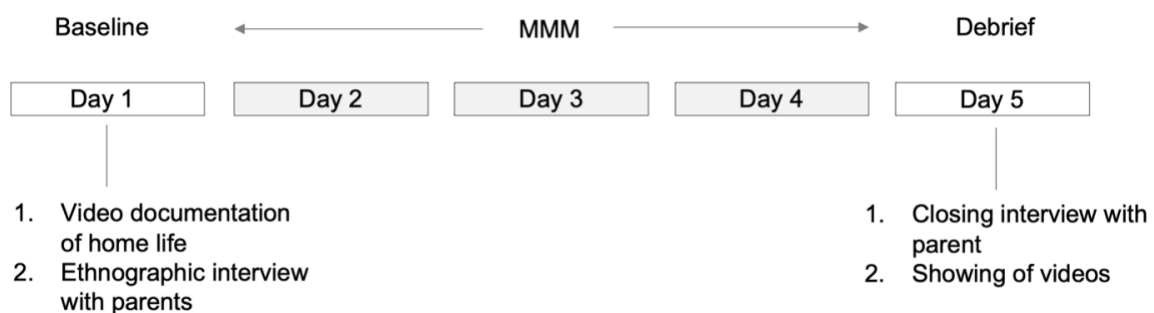 Baseline
MMM
Debrief
Day 1
Day 2
Day 3
Day 4
Day 5
1. Video documentation
of home life
2. Ethnographic interview
with parents
1. Closing interview with
parent
2. Showing of videos